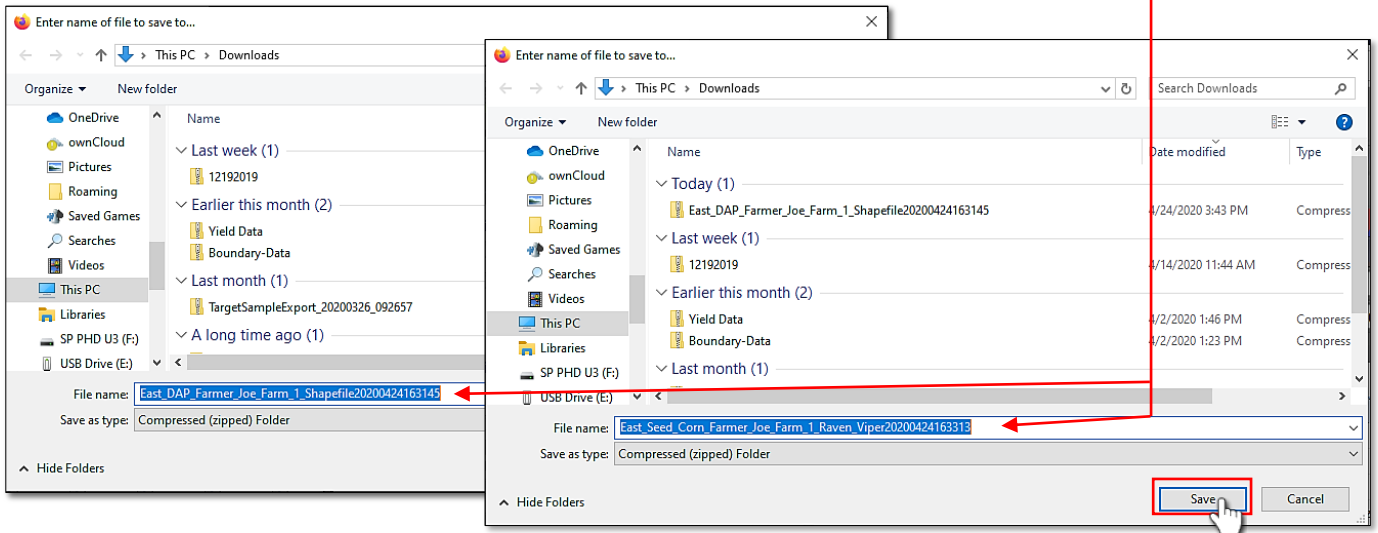 Enter name of file to save to...
This PC > Downloads
Organize New folder
OneDrive
ownCloud
Pictures
Roaming
Saved Games
Searches
Videos
This PC
Libraries
SP PHD U3 (F:)
USB Drive (E:)
Name
Last week (1)
12192019
Earlier this month (2)
Yield Data
Boundary-Data
Last month (1)
TargetSampleExport_20200326_092657
A long time ago (1)
File name: East_DAP_Farmer_Joe_Farm_1_Shapefile20200424163145
Save as type: Compressed (zipped) Folder
Hide Folders
Enter name of file to save to...
This PC > Downloads
Search Downloads
Organize New folder
OneDrive
ownCloud
Pictures
Roaming
Saved Games
Searches
Videos
This PC
Libraries
SP PHD U3 (F:)
USB Drive (E:)
Name Date modified Type
Today (1)
East_DAP_Farmer_Joe_Farm_1_Shapefile20200424163145 4/24/2020 3:43 PM Compress
Last week (1)
12192019 4/14/2020 11:44 AM Compress
Earlier this month (2)
Yield Data 4/2/2020 1:46 PM Compress
Boundary-Data 4/2/2020 1:23 PM Compress
Last month (1)
File name: East_Seed_Corn_Farmer_Joe_Farm_1_Raven_Viper20200424163313
Save as type: Compressed (zipped) Folder
Hide Folders
Save Cancel